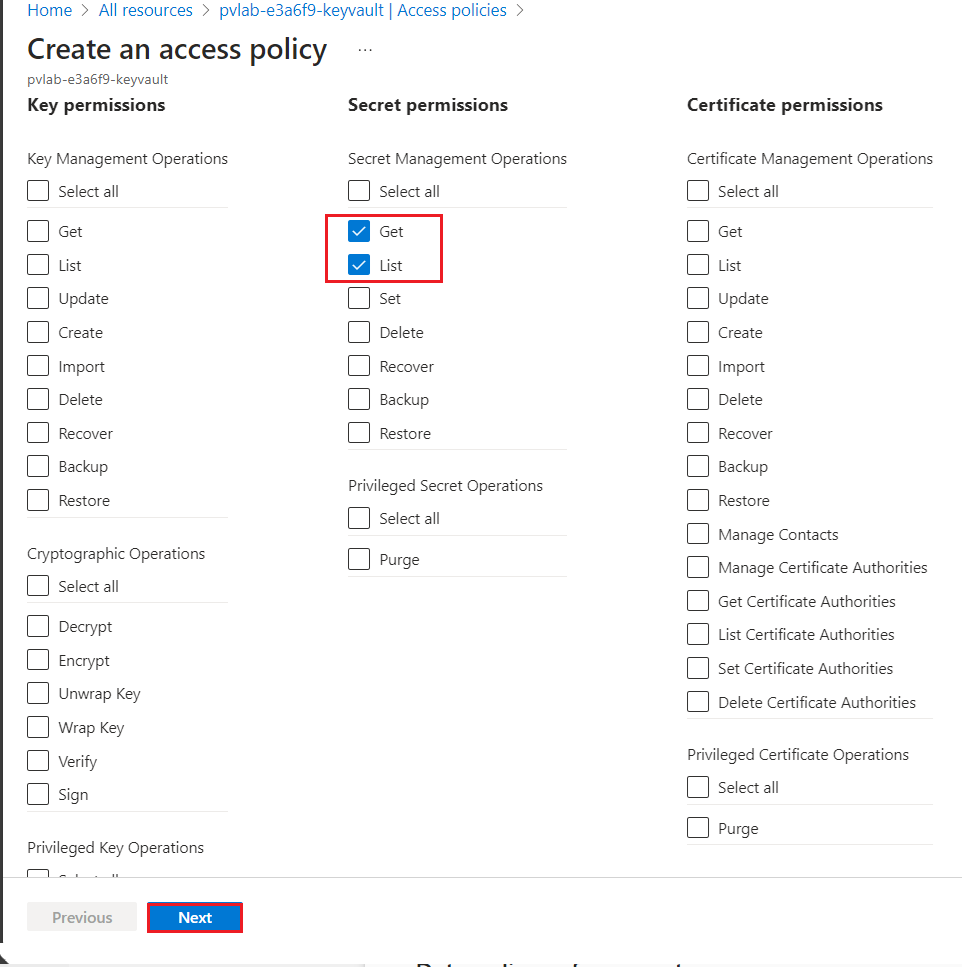 Home > All resources > pvlab-e3a6f9-keyvault | Access policies >
Create an access policy ...
pvlab-e3a6f9-keyvault
Key permissions
Key Management Operations
Select all
Get
List
Update
Create
Import
Delete
Recover
Backup
Restore
Cryptographic Operations
Select all
Decrypt
Encrypt
Unwrap Key
Wrap Key
Verify
Sign
Privileged Key Operations
Secret permissions
Secret Management Operations
Select all
Get
List
Set
Delete
Recover
Backup
Restore
Privileged Secret Operations
Select all
Purge
Certificate permissions
Certificate Management Operations
Select all
Get
List
Update
Create
Import
Delete
Recover
Backup
Restore
Manage Contacts
Manage Certificate Authorities
Get Certificate Authorities
List Certificate Authorities
Set Certificate Authorities
Delete Certificate Authorities
Privileged Certificate Operations
Select all
Purge
Previous
Next